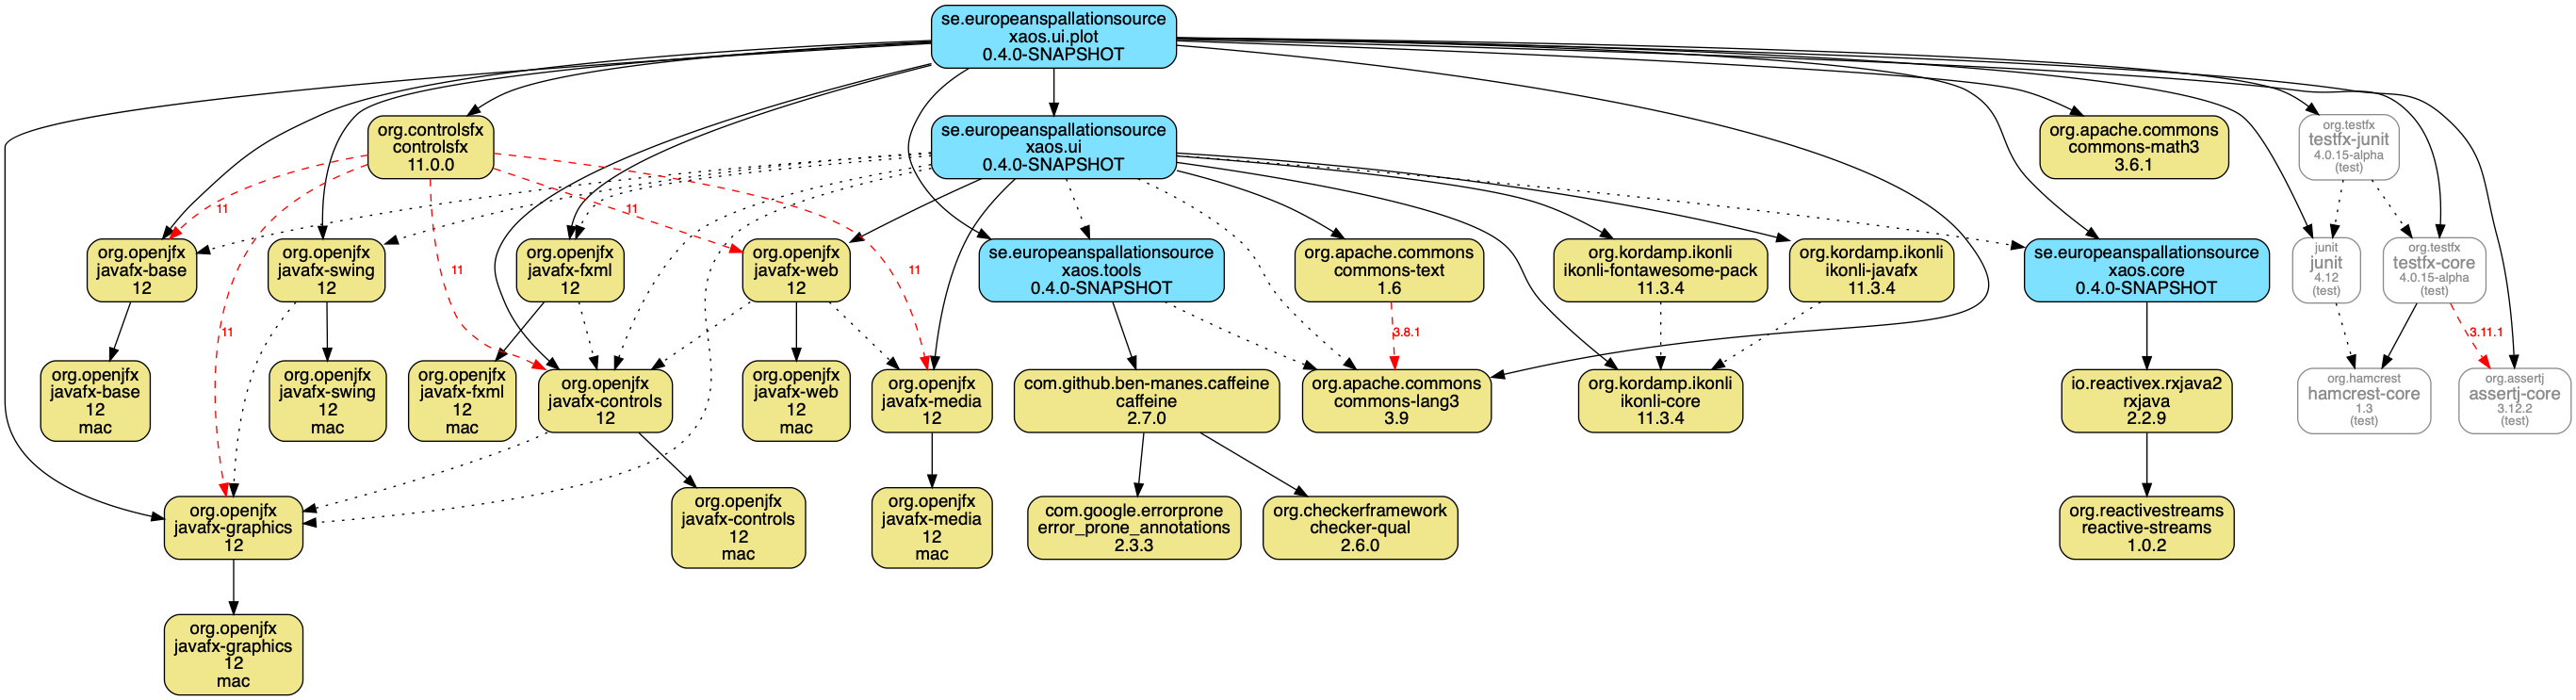 se.europeanspallationsource
xaos.ui.plot
0.4.0-SNAPSHOT
org.controlsfx
controlsfx
11.0.0
se.europeanspallationsource
xaos.ui
0.4.0-SNAPSHOT
org.apache.commons
commons-math3
3.6.1
org.testfx
testfx-junit
4.0.15-alpha
(test)
11
11
11
11
11
org.openjfx
javafx-base
12
org.openjfx
javafx-swing
12
org.openjfx
javafx-fxml
12
org.openjfx
javafx-web
12
se.europeanspallationsource
xaos.tools
0.4.0-SNAPSHOT
org.apache.commons
commons-text
1.6
org.kordamp.ikonli
ikonli-fontawesome-pack
11.3.4
org.kordamp.ikonli
ikonli-javafx
11.3.4
se.europeanspallationsource
xaos.core
0.4.0-SNAPSHOT
junit
junit
4.12
(test)
org.testfx
testfx-core
4.0.15-alpha
(test)
3.8.1
3.11.1
org.openjfx
javafx-base
12
mac
org.openjfx
javafx-swing
12
mac
org.openjfx
javafx-fxml
12
mac
org.openjfx
javafx-controls
12
org.openjfx
javafx-web
12
mac
org.openjfx
javafx-media
12
com.github.ben-manes.caffeine
caffeine
2.7.0
org.apache.commons
commons-lang3
3.9
org.kordamp.ikonli
ikonli-core
11.3.4
io.reactivex.rxjava2
rxjava
2.2.9
org.hamcrest
hamcrest-core
1.3
(test)
org.assertj
assertj-core
3.12.2
(test)
org.openjfx
javafx-graphics
12
org.openjfx
javafx-controls
12
mac
org.openjfx
javafx-media
12
mac
com.google.errorprone
error_prone_annotations
2.3.3
org.checkerframework
checker-qual
2.6.0
org.reactivestreams
reactive-streams
1.0.2
org.openjfx
javafx-graphics
12
mac